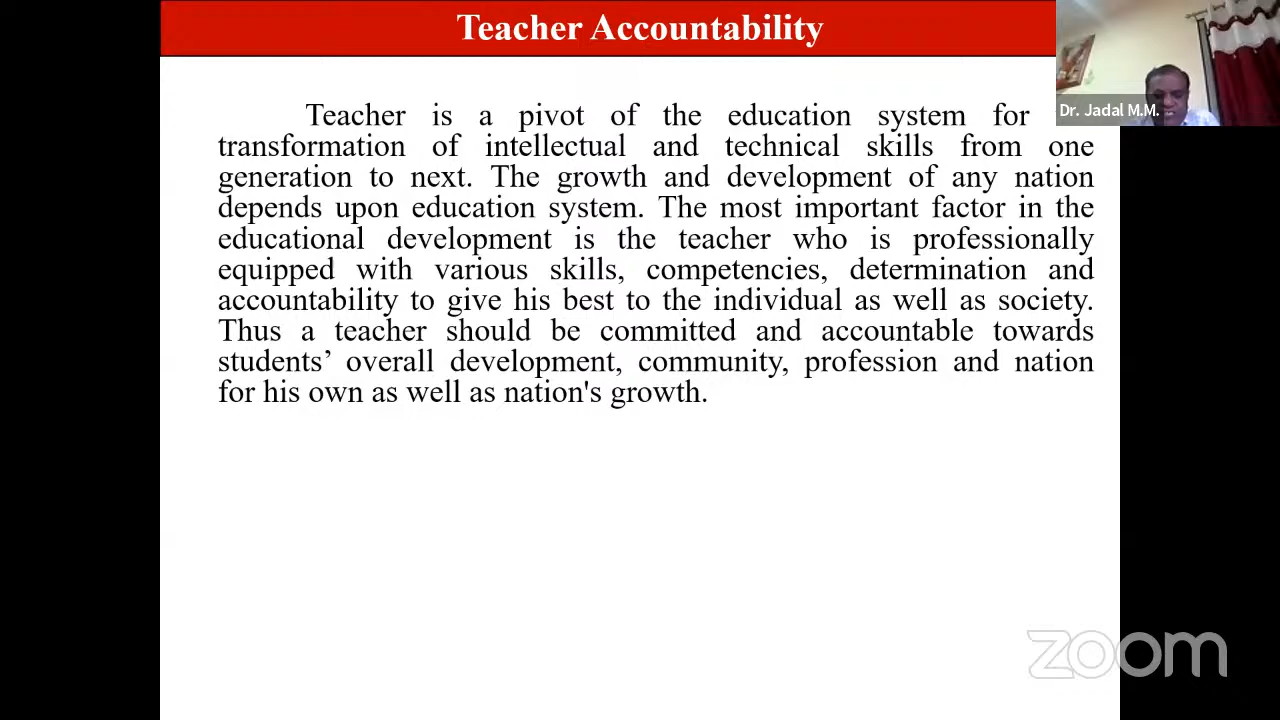 Teacher Accountability
Dr. Jadal M.M.
Teacher is a pivot of the education system for
transformation of intellectual and technical skills from one
generation to next. The growth and development of any nation
depends upon education system. The most important factor in the
educational development is the teacher who is professionally
equipped with various skills, competencies, determination and
accountability to give his best to the individual as well as society.
Thus a teacher should be committed and accountable towards
students’ overall development, community, profession and nation
for his own as well as nation's growth.
zoom